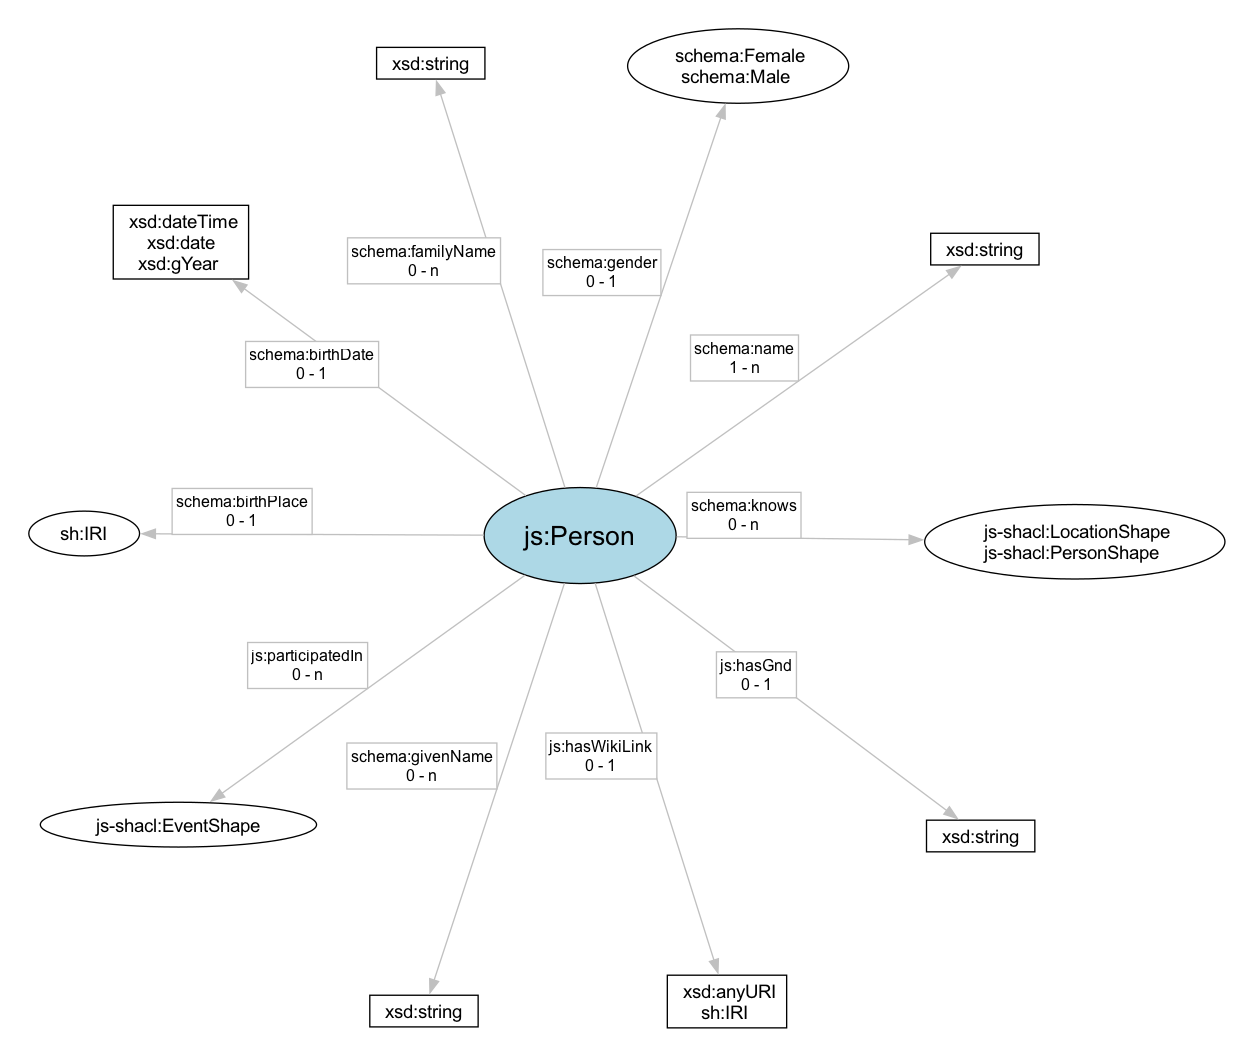 xsd:string
schema:Female
schema:Male
xsd:dateTime
xsd:date
xsd:gYear
schema:familyName
0 - n
schema:gender
0 - 1
xsd:string
schema:birthDate
0 - 1
schema:name
1 - n
schema:birthPlace
0 - 1
sh:IRI
js:Person
schema:knows
0 - n
js-shacl:LocationShape
js-shacl:PersonShape
js:participatedIn
0 - n
js:hasGnd
0 - 1
schema:givenName
0 - n
js:hasWikiLink
0 - 1
js-shacl:EventShape
xsd:string
xsd:string
xsd:anyURI
sh:IRI